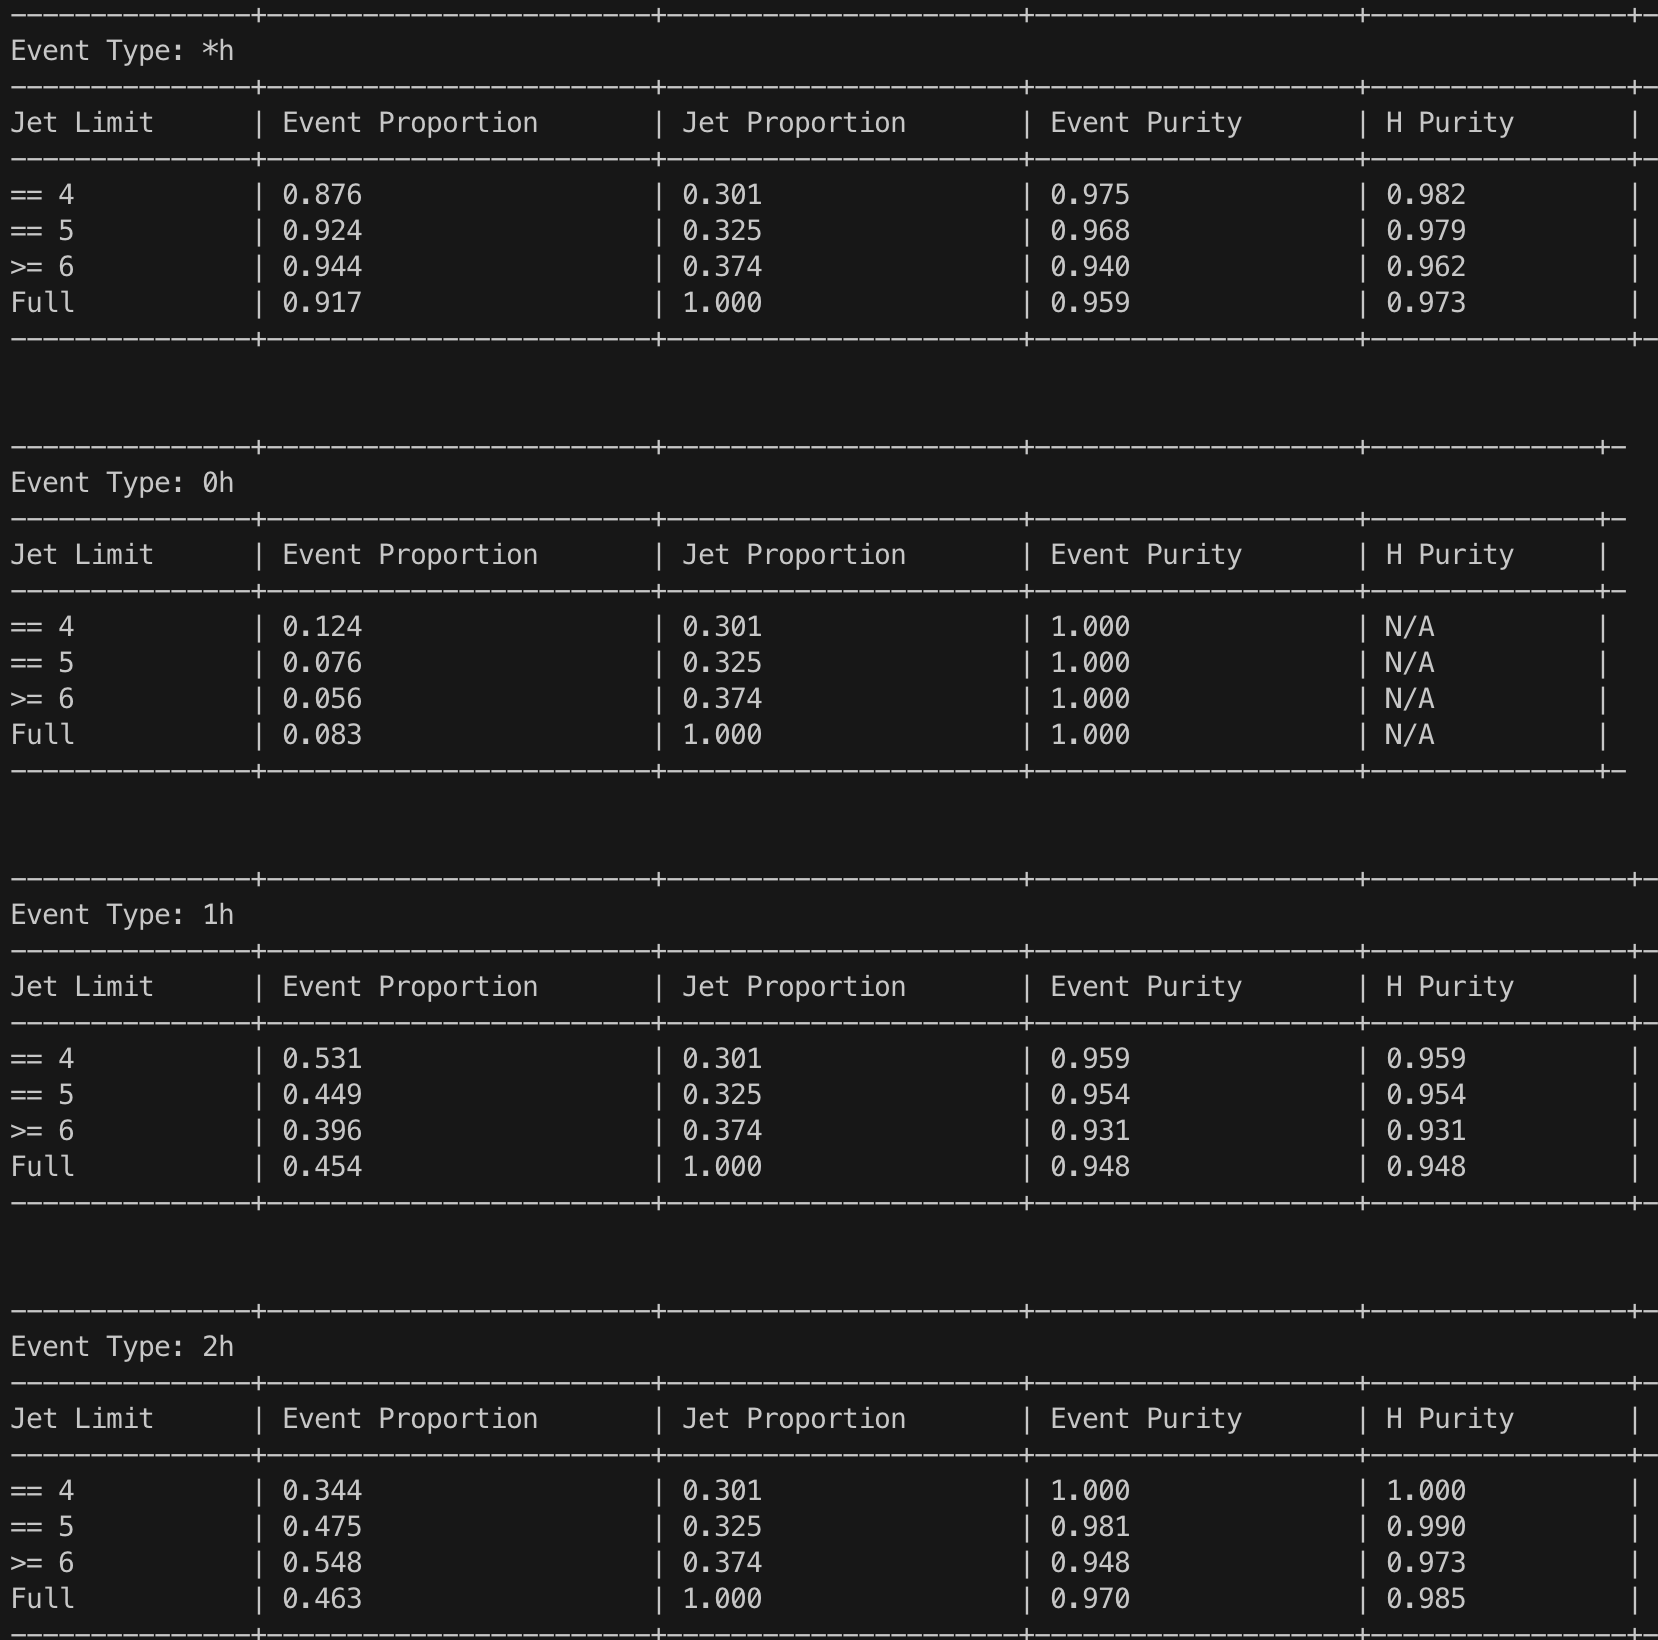 ---------------+------------------------+----------------------+--------------------+----------------+-
Event Type: *h
---------------+------------------------+----------------------+--------------------+----------------+-
Jet Limit      | Event Proportion       | Jet Proportion       | Event Purity       | H Purity       |
---------------+------------------------+----------------------+--------------------+----------------+-
== 4           | 0.876                  | 0.301                | 0.975              | 0.982          |
== 5           | 0.924                  | 0.325                | 0.968              | 0.979          |
>= 6           | 0.944                  | 0.374                | 0.940              | 0.962          |
Full           | 0.917                  | 1.000                | 0.959              | 0.973          |
---------------+------------------------+----------------------+--------------------+----------------+-
---------------+------------------------+----------------------+--------------------+--------------+-
Event Type: 0h
---------------+------------------------+----------------------+--------------------+--------------+-
Jet Limit      | Event Proportion       | Jet Proportion       | Event Purity       | H Purity     |
---------------+------------------------+----------------------+--------------------+--------------+-
== 4           | 0.124                  | 0.301                | 1.000              | N/A          |
== 5           | 0.076                  | 0.325                | 1.000              | N/A          |
>= 6           | 0.056                  | 0.374                | 1.000              | N/A          |
Full           | 0.083                  | 1.000                | 1.000              | N/A          |
---------------+------------------------+----------------------+--------------------+--------------+-
---------------+------------------------+----------------------+--------------------+----------------+-
Event Type: 1h
---------------+------------------------+----------------------+--------------------+----------------+-
Jet Limit      | Event Proportion       | Jet Proportion       | Event Purity       | H Purity       |
---------------+------------------------+----------------------+--------------------+----------------+-
== 4           | 0.531                  | 0.301                | 0.959              | 0.959          |
== 5           | 0.449                  | 0.325                | 0.954              | 0.954          |
>= 6           | 0.396                  | 0.374                | 0.931              | 0.931          |
Full           | 0.454                  | 1.000                | 0.948              | 0.948          |
---------------+------------------------+----------------------+--------------------+----------------+-
---------------+------------------------+----------------------+--------------------+----------------+-
Event Type: 2h
---------------+------------------------+----------------------+--------------------+----------------+-
Jet Limit      | Event Proportion       | Jet Proportion       | Event Purity       | H Purity       |
---------------+------------------------+----------------------+--------------------+----------------+-
== 4           | 0.344                  | 0.301                | 1.000              | 1.000          |
== 5           | 0.475                  | 0.325                | 0.981              | 0.990          |
>= 6           | 0.548                  | 0.374                | 0.948              | 0.973          |
Full           | 0.463                  | 1.000                | 0.970              | 0.985          |
---------------+------------------------+----------------------+--------------------+----------------+-